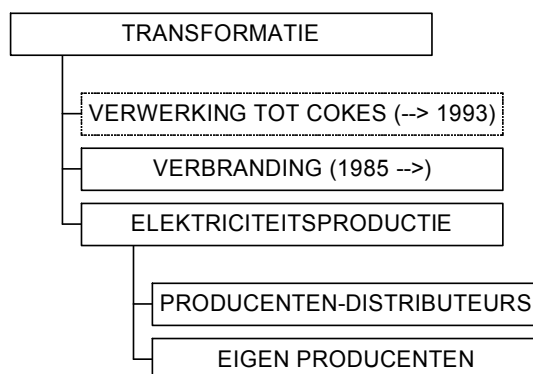 TRANSFORMATIE
VERWERKING TOT COKES (--> 1993)
VERBRANDING (1985 -->)
ELEKTRICITEITSPRODUCTIE
PRODUCENTEN-DISTRIBUTEURS
EIGEN PRODUCENTEN